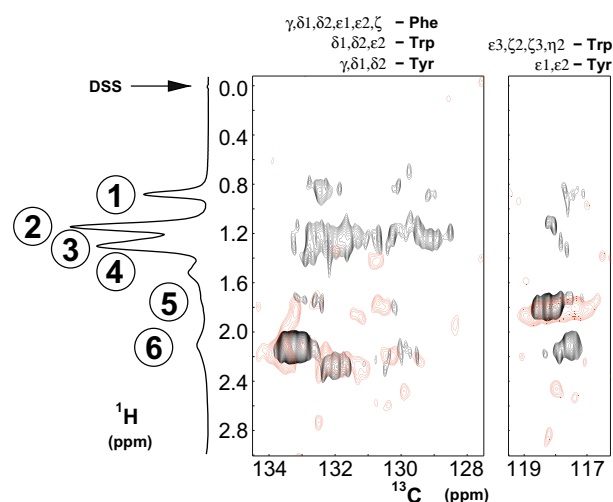 γ,δ1,δ2,ε1,ε2,ζ – Phe
δ1,δ2,ε2 – Trp
γ,δ1,δ2 – Tyr
ε3,ζ2,ζ3,η2 – Trp
ε1,ε2 – Tyr
DSS
0.0
0.4
0.8
1.2
1.6
2.0
2.4
2.8
1
2
3
4
5
6
¹H
(ppm)
134 132 130 128
119 117
¹³C (ppm)